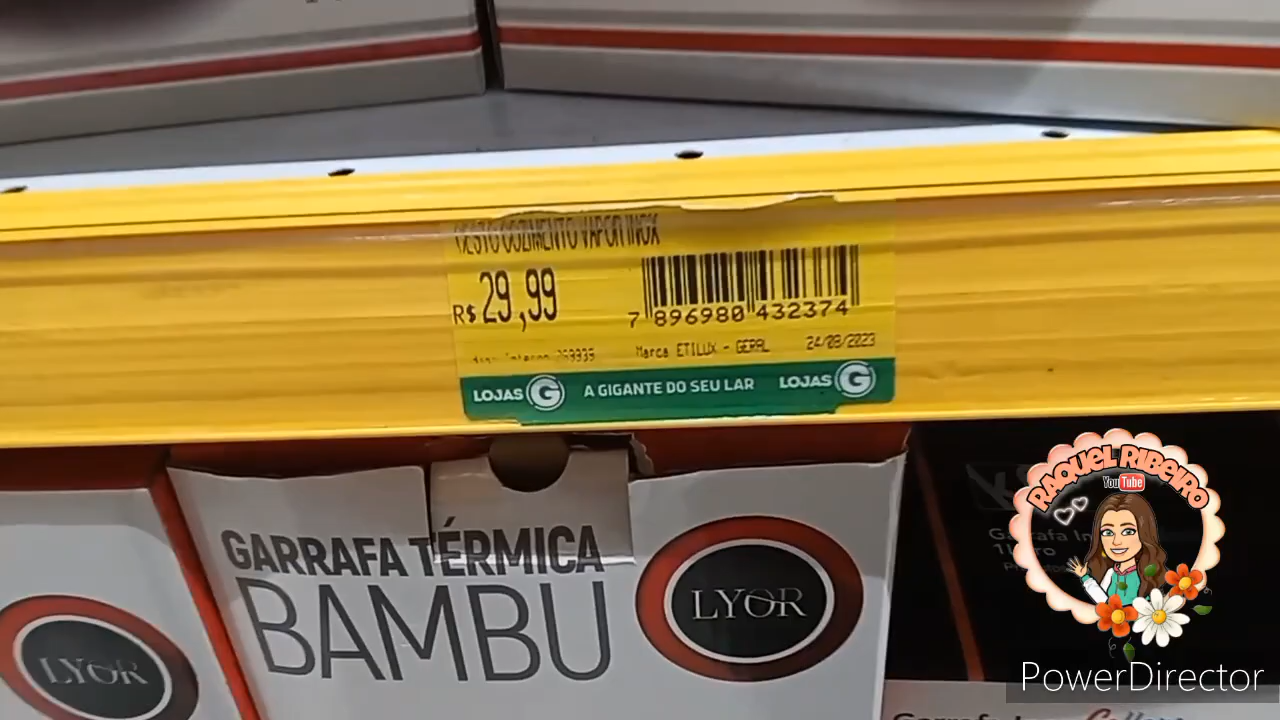 CESTO COZIMENTO VAPOR INOX
R$ 29,99
7 896980 432374
Marca ETILUX - GERAL 24/08/2023
LOJAS G A GIGANTE DO SEU LAR LOJAS G
GARRAFA TÉRMICA
BAMBU
LYOR
LYOR
RAQUEL RIBEIRO
YouTube
Garrafa
PowerDirector